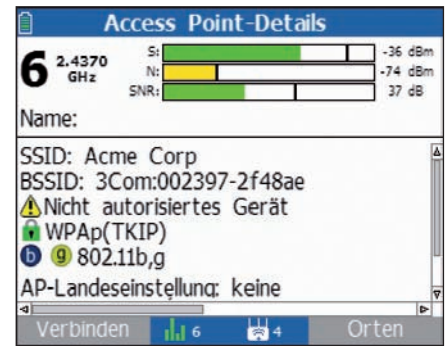 Access Point-Details
6 2.4370 GHz
S: -36 dBm
N: -74 dBm
SNR: 37 dB
Name:
SSID: Acme Corp
BSSID: 3Com:002397-2f48ae
Nicht autorisiertes Gerät
WPAp(TKIP)
b g 802.11b,g
AP-Landeseinstellung: keine
Verbinden 6 4 Orten